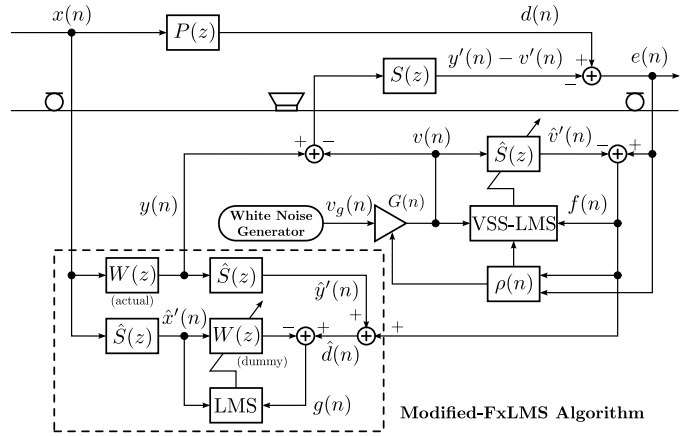 x(n)
P(z)
d(n)
S(z)
y′(n) − v′(n)
+
−
e(n)
+
−
v(n)
Ŝ(z)
v̂′(n)
−
+
y(n)
White Noise
Generator
v_g(n)
G(n)
VSS-LMS
f(n)
ρ(n)
W(z)
(actual)
Ŝ(z)
ŷ′(n)
Ŝ(z)
x̂′(n)
W(z)
(dummy)
−
+
d̂(n)
+
+
LMS
g(n)
Modified-FxLMS Algorithm